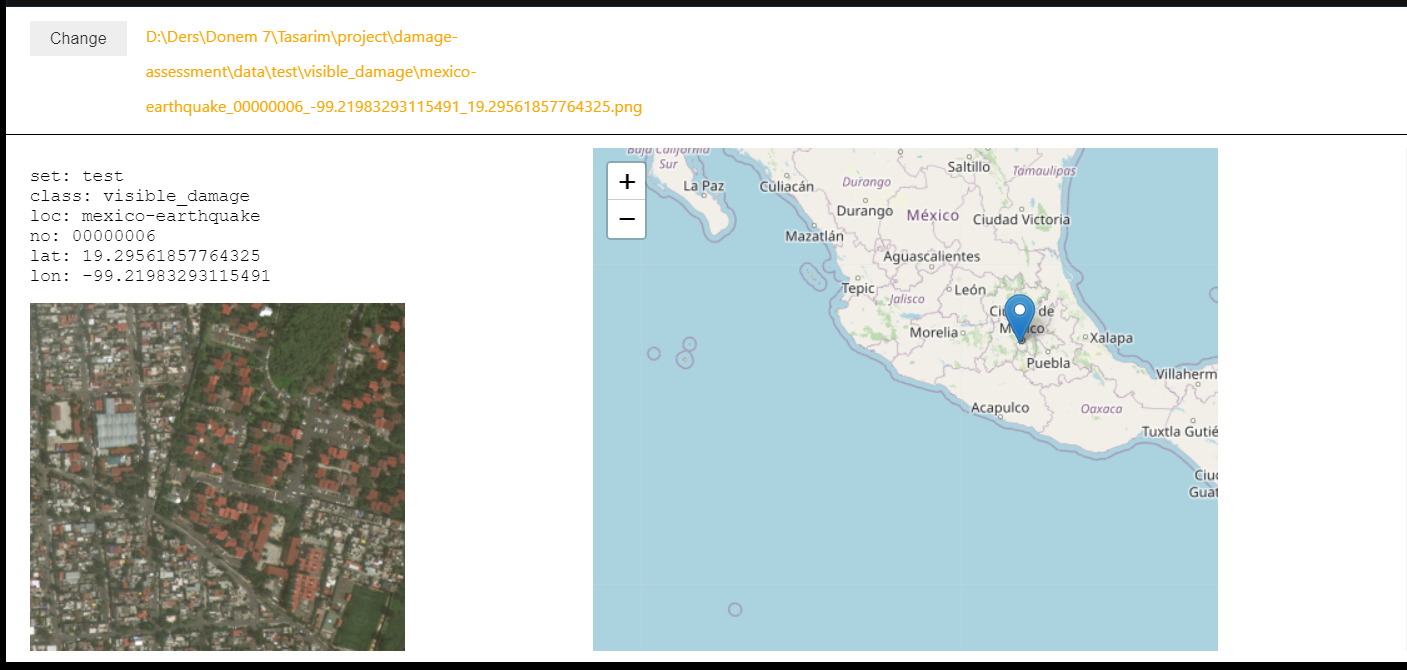 Change
D:\Ders\Donem 7\Tasarim\project\damage-
assessment\data\test\visible_damage\mexico-
earthquake_00000006_-99.21983293115491_19.29561857764325.png
set: test
class: visible_damage
loc: mexico-earthquake
no: 00000006
lat: 19.29561857764325
lon: -99.21983293115491
+
−
Baja California
Sur
La Paz
Culiacán
Durango
Saltillo
Tamaulipas
Durango
México
Ciudad Victoria
Mazatlán
Aguascalientes
Tepic
Jalisco
León
Morelia
Xalapa
Puebla
Villaherm
Acapulco
Oaxaca
Tuxtla Gutié
Ciud
Guat